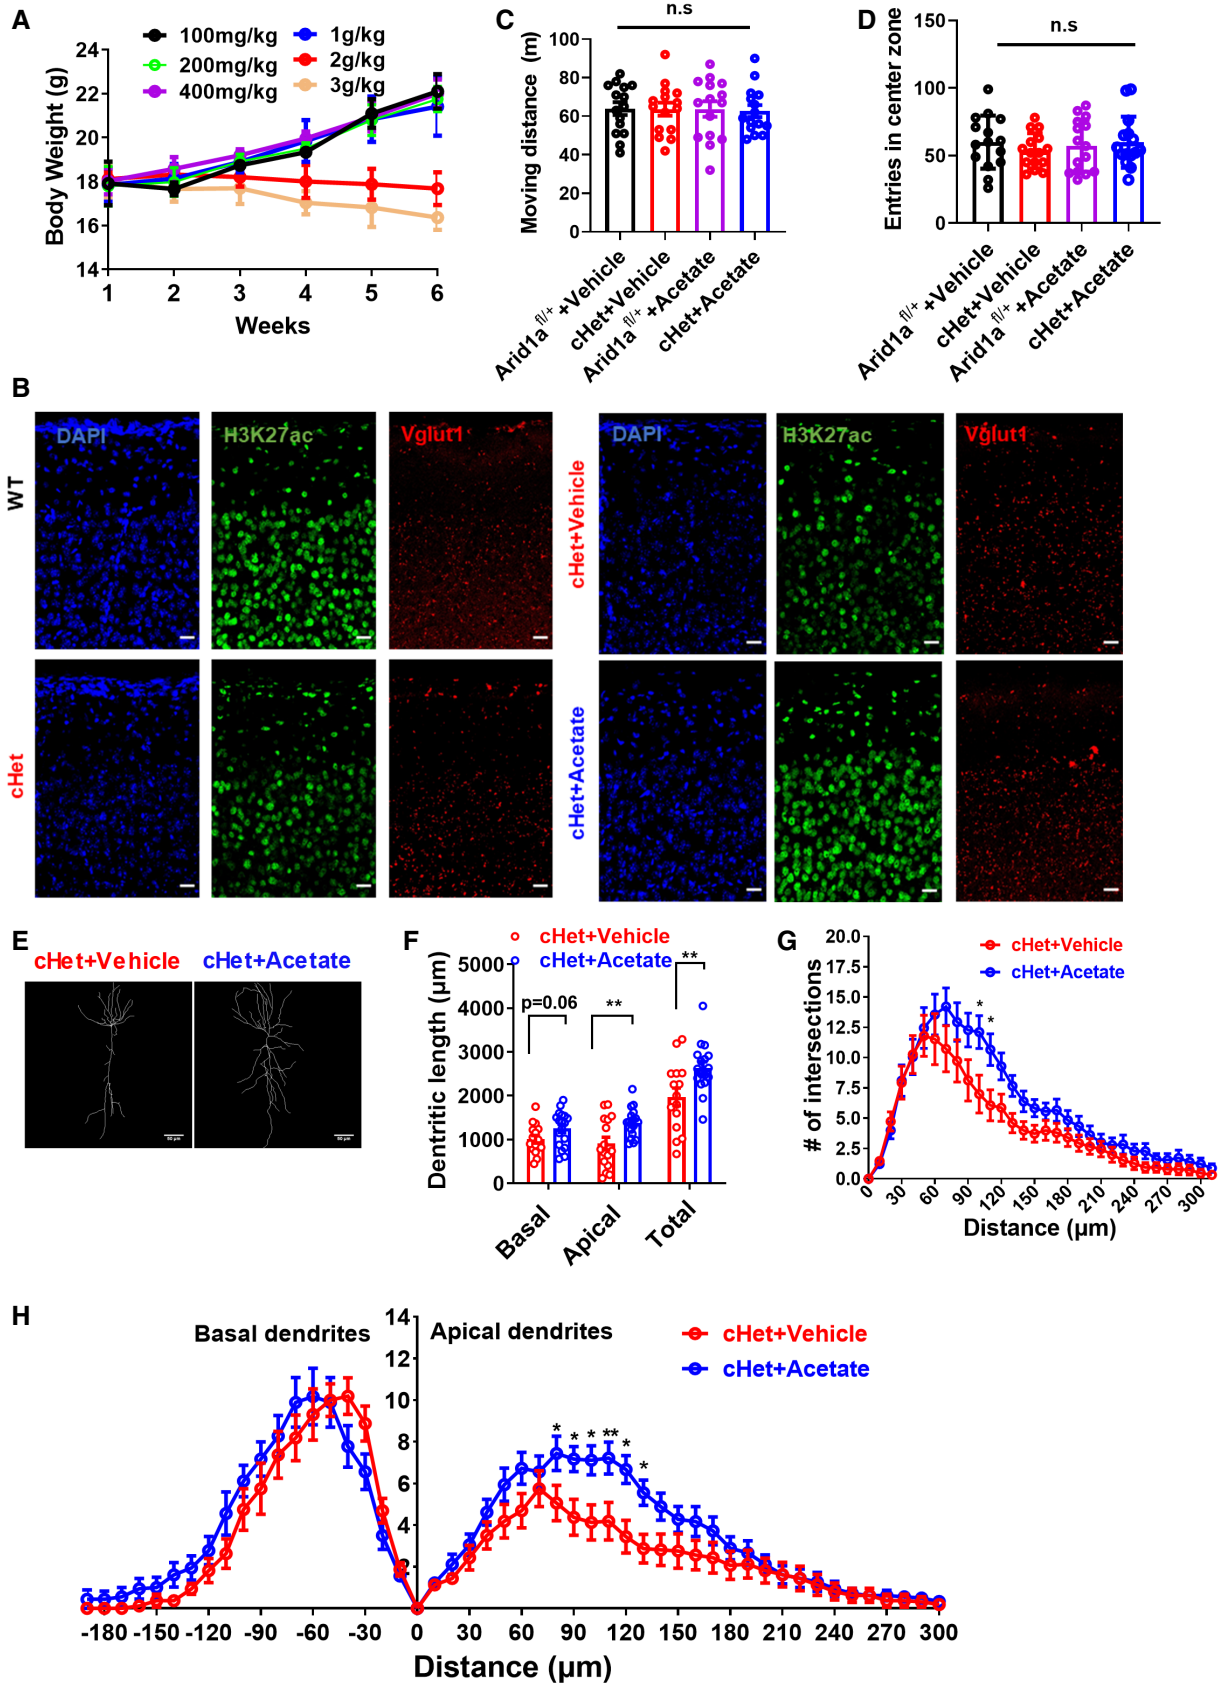 A
100mg/kg
200mg/kg
400mg/kg
1g/kg
2g/kg
3g/kg
Body Weight (g)
24
22
20
18
16
14
1 2 3 4 5 6
Weeks
C
n.s
Moving distance (m)
100
80
60
40
20
0
Arid1a fl/+ +Vehicle
cHet+Vehicle
Arid1a fl/+ +Acetate
cHet+Acetate
D
n.s
Entries in center zone
150
100
50
0
Arid1a fl/+ +Vehicle
cHet+Vehicle
Arid1a fl/+ +Acetate
cHet+Acetate
B
WT
DAPI
H3K27ac
Vglut1
cHet+Vehicle
DAPI
H3K27ac
Vglut1
cHet
cHet+Acetate
E
cHet+Vehicle
cHet+Acetate
50 µm
50 µm
F
cHet+Vehicle
cHet+Acetate
Dentritic length (µm)
5000
4000
3000
2000
1000
0
p=0.06
**
**
Basal
Apical
Total
G
cHet+Vehicle
cHet+Acetate
# of intersections
20.0
17.5
15.0
12.5
10.0
7.5
5.0
2.5
0.0
*
*
0 30 60 90 120 150 180 210 240 270 300
Distance (µm)
H
Basal dendrites
Apical dendrites
cHet+Vehicle
cHet+Acetate
14
12
10
8
6
4
2
* * * ** * *
-180 -150 -120 -90 -60 -30 0 30 60 90 120 150 180 210 240 270 300
Distance (µm)